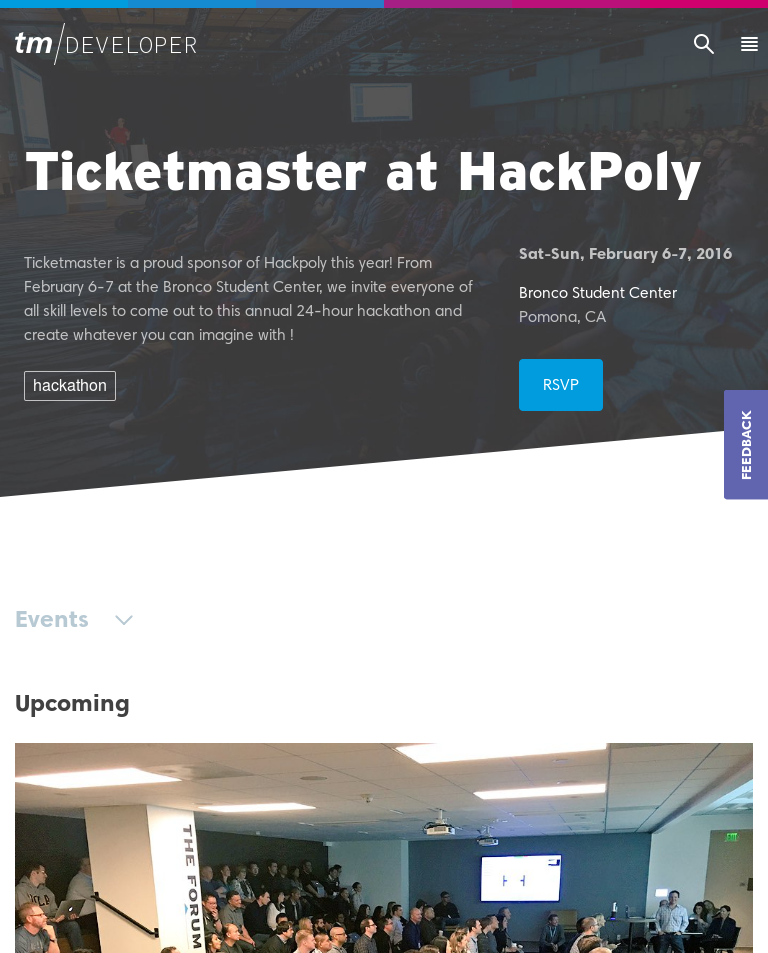 tm/DEVELOPER
Ticketmaster at HackPoly
Ticketmaster is a proud sponsor of Hackpoly this year! From
February 6-7 at the Bronco Student Center, we invite everyone of
all skill levels to come out to this annual 24-hour hackathon and
create whatever you can imagine with !
hackathon
Sat-Sun, February 6-7, 2016
Bronco Student Center
Pomona, CA
RSVP
FEEDBACK
Events
Upcoming
THE FORUM
EXIT